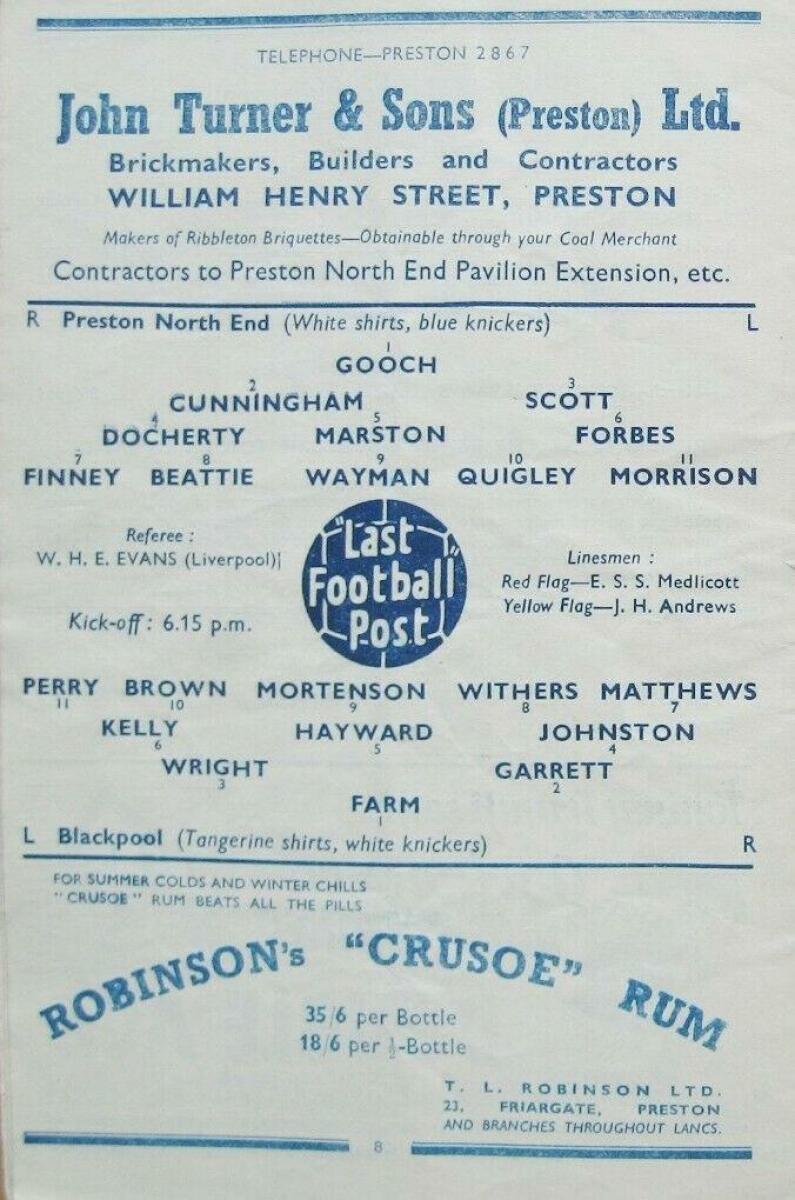 TELEPHONE—PRESTON 2867
John Turner & Sons (Preston) Ltd.
Brickmakers, Builders and Contractors
WILLIAM HENRY STREET, PRESTON
Makers of Ribbleton Briquettes—Obtainable through your Coal Merchant
Contractors to Preston North End Pavilion Extension, etc.
R Preston North End (White shirts, blue knickers) L
1
GOOCH
2 3
CUNNINGHAM SCOTT
4 5 6
DOCHERTY MARSTON FORBES
7 8 9 10 11
FINNEY BEATTIE WAYMAN QUIGLEY MORRISON
Referee :
W. H. E. EVANS (Liverpool)
Kick-off : 6.15 p.m.
"Last
Football
Post"
Linesmen :
Red Flag—E. S. S. Medlicott
Yellow Flag—J. H. Andrews
PERRY BROWN MORTENSON WITHERS MATTHEWS
11 10 9 8 7
KELLY HAYWARD JOHNSTON
6 5 4
WRIGHT GARRETT
3 2
FARM
1
L Blackpool (Tangerine shirts, white knickers) R
FOR SUMMER COLDS AND WINTER CHILLS
"CRUSOE" RUM BEATS ALL THE PILLS
ROBINSON's "CRUSOE" RUM
35/6 per Bottle
18/6 per ½-Bottle
T. L. ROBINSON LTD.
23, FRIARGATE, PRESTON
AND BRANCHES THROUGHOUT LANCS.
8